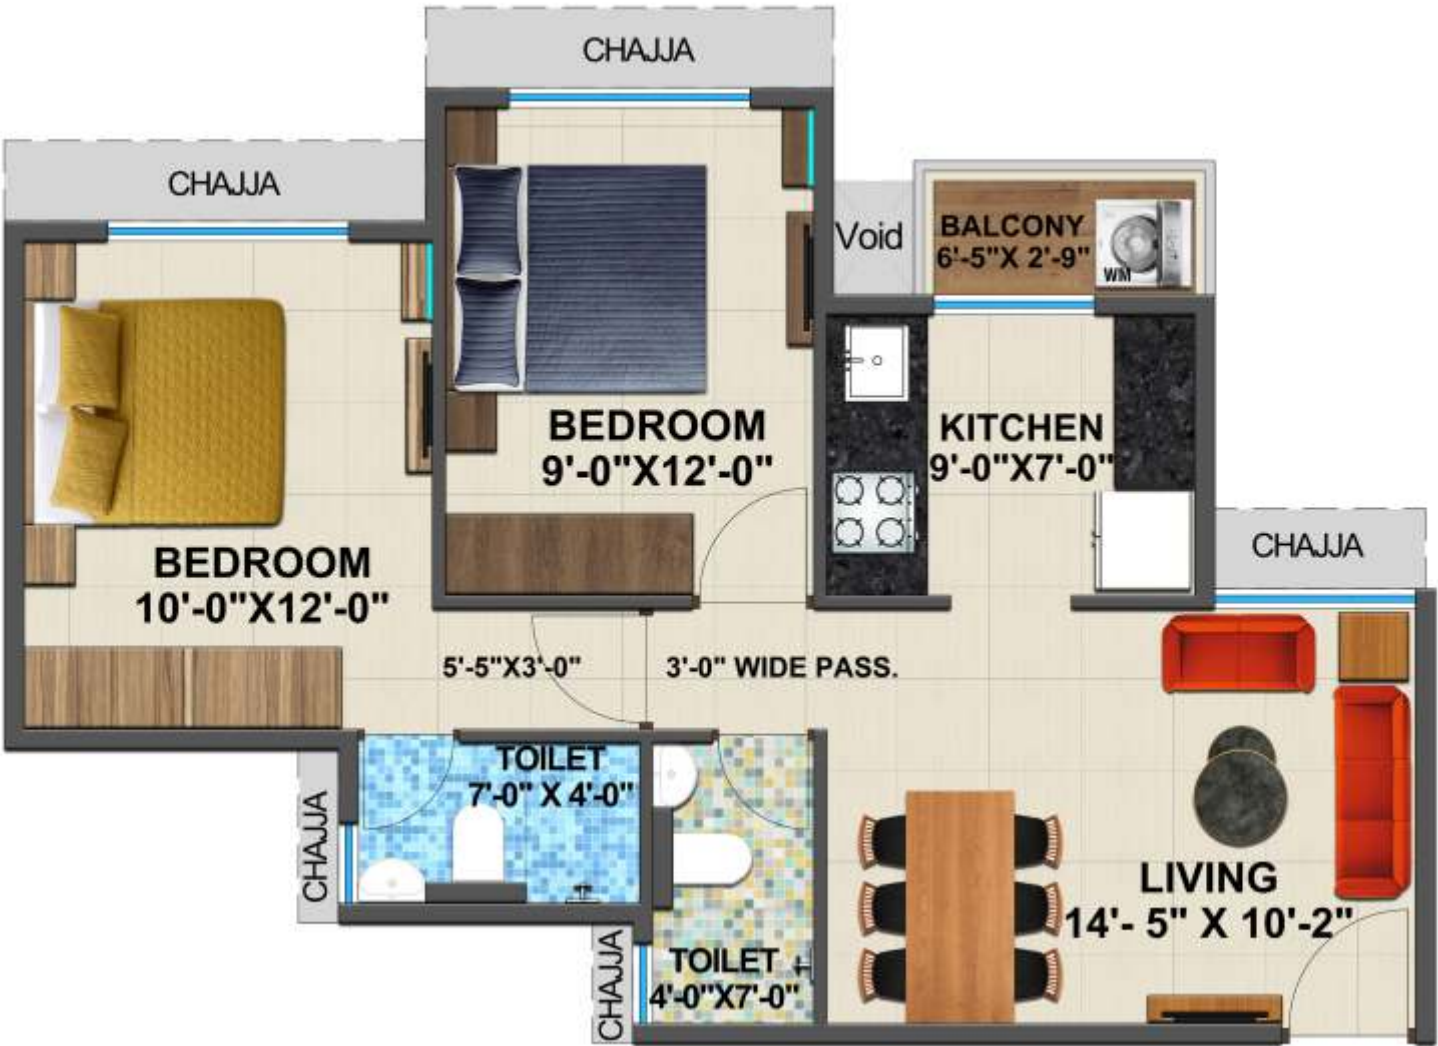 CHAJJA
CHAJJA
Void
BALCONY
6'-5"X 2'-9"
WM
BEDROOM
9'-0"X12'-0"
KITCHEN
9'-0"X7'-0"
CHAJJA
BEDROOM
10'-0"X12'-0"
5'-5"X3'-0"
3'-0" WIDE PASS.
TOILET
7'-0" X 4'-0"
CHAJJA
LIVING
14'- 5" X 10'-2"
TOILET
4'-0"X7'-0"
CHAJJA